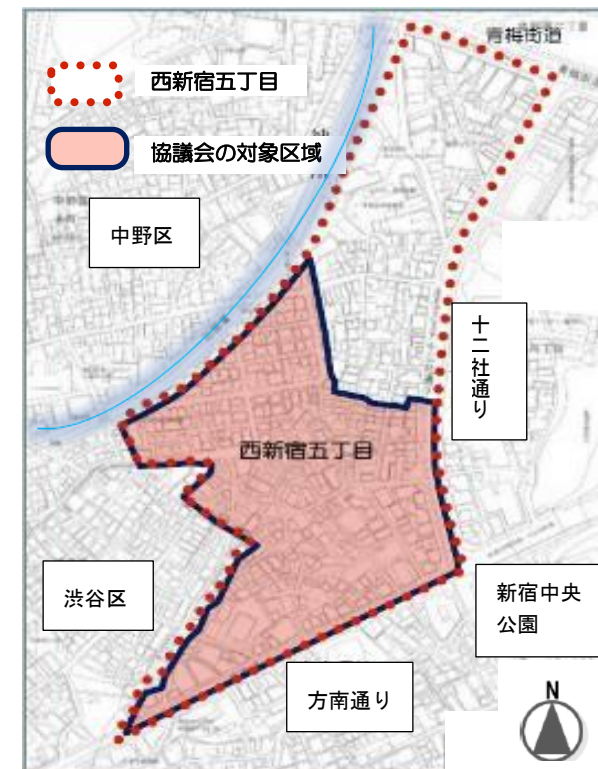 青梅街道
西新宿五丁目
協議会の対象区域
中野区
十二社通り
西新宿五丁目
渋谷区
新宿中央
公園
方南通り
N